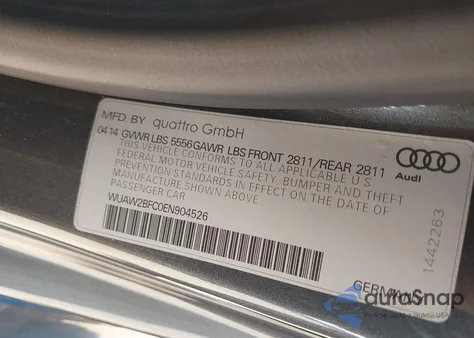 MFD. BY quattro GmbH
04.14 GVWR LBS 5556GAWR LBS FRONT 2811/REAR 2811
THIS VEHICLE CONFORMS TO ALL APPLICABLE U S
FEDERAL MOTOR VEHICLE SAFETY. BUMPER AND THEFT
PREVENTION STANDARDS IN EFFECT ON THE DATE OF
MANUFACTURE SHOWN ABOVE
PASSENGER CAR
WUAW2BFC0EN904526
Audi
1442263
autoSnap